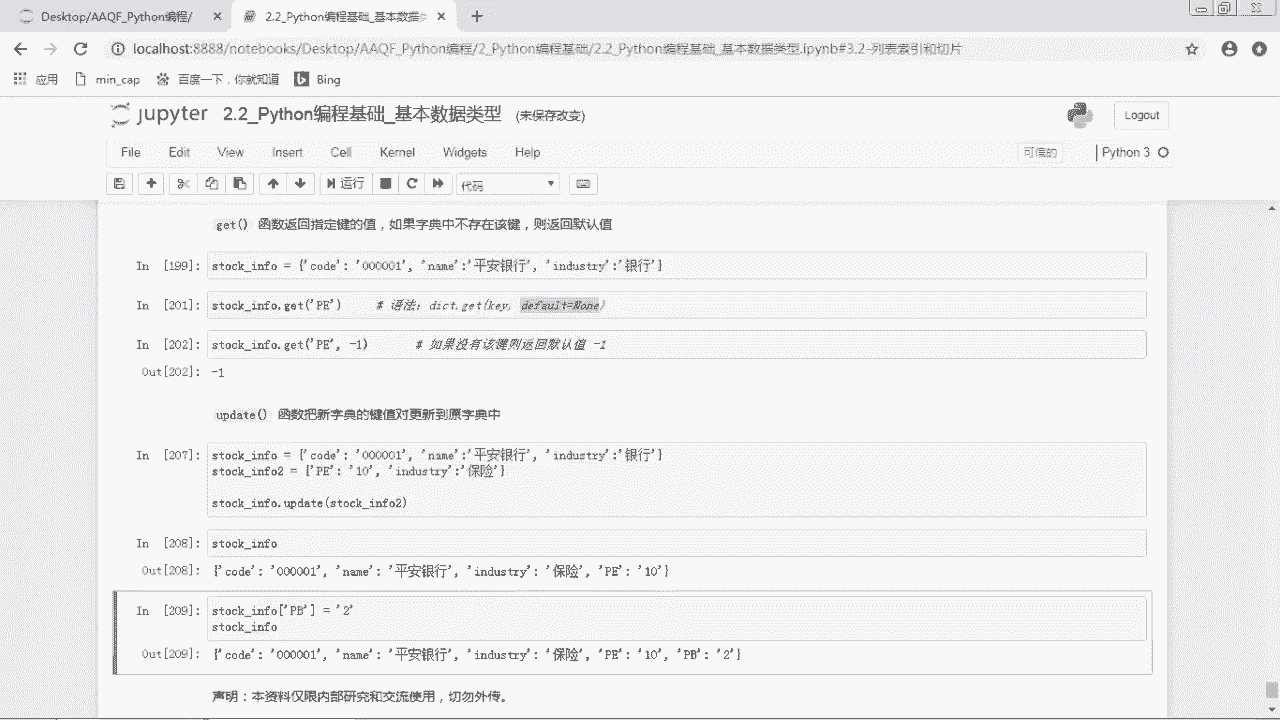 Desktop/AAQF_Python编程/
2.2_Python编程基础_基本数据类
localhost:8888/notebooks/Desktop/AAQF_Python编程/2_Python编程基础/2.2_Python编程基础_基本数据类型.ipynb#3.2-列表索引和切片
应用 min_cap 百度一下，你就知道 Bing
jupyter 2.2_Python编程基础_基本数据类型 (未保存改变)
Logout
File Edit View Insert Cell Kernel Widgets Help
可信的 Python 3
运行 代码
get() 函数返回指定键的值，如果字典中不存在该键，则返回默认值
In [199]: stock_info = {'code': '000001', 'name':'平安银行', 'industry':'银行'}
In [201]: stock_info.get('PE') # 语法：dict.get(key, default=None)
In [202]: stock_info.get('PE', -1) # 如果没有该键则返回默认值 -1
Out[202]: -1
update() 函数把新字典的键值对更新到原字典中
In [207]: stock_info = {'code': '000001', 'name':'平安银行', 'industry':'银行'}
stock_info2 = {'PE': '10', 'industry':'保险'}
stock_info.update(stock_info2)
In [208]: stock_info
Out[208]: {'code': '000001', 'name': '平安银行', 'industry': '保险', 'PE': '10'}
In [209]: stock_info['PB'] = '2'
stock_info
Out[209]: {'code': '000001', 'name': '平安银行', 'industry': '保险', 'PE': '10', 'PB': '2'}
声明：本资料仅限内部研究和交流使用，切勿外传。